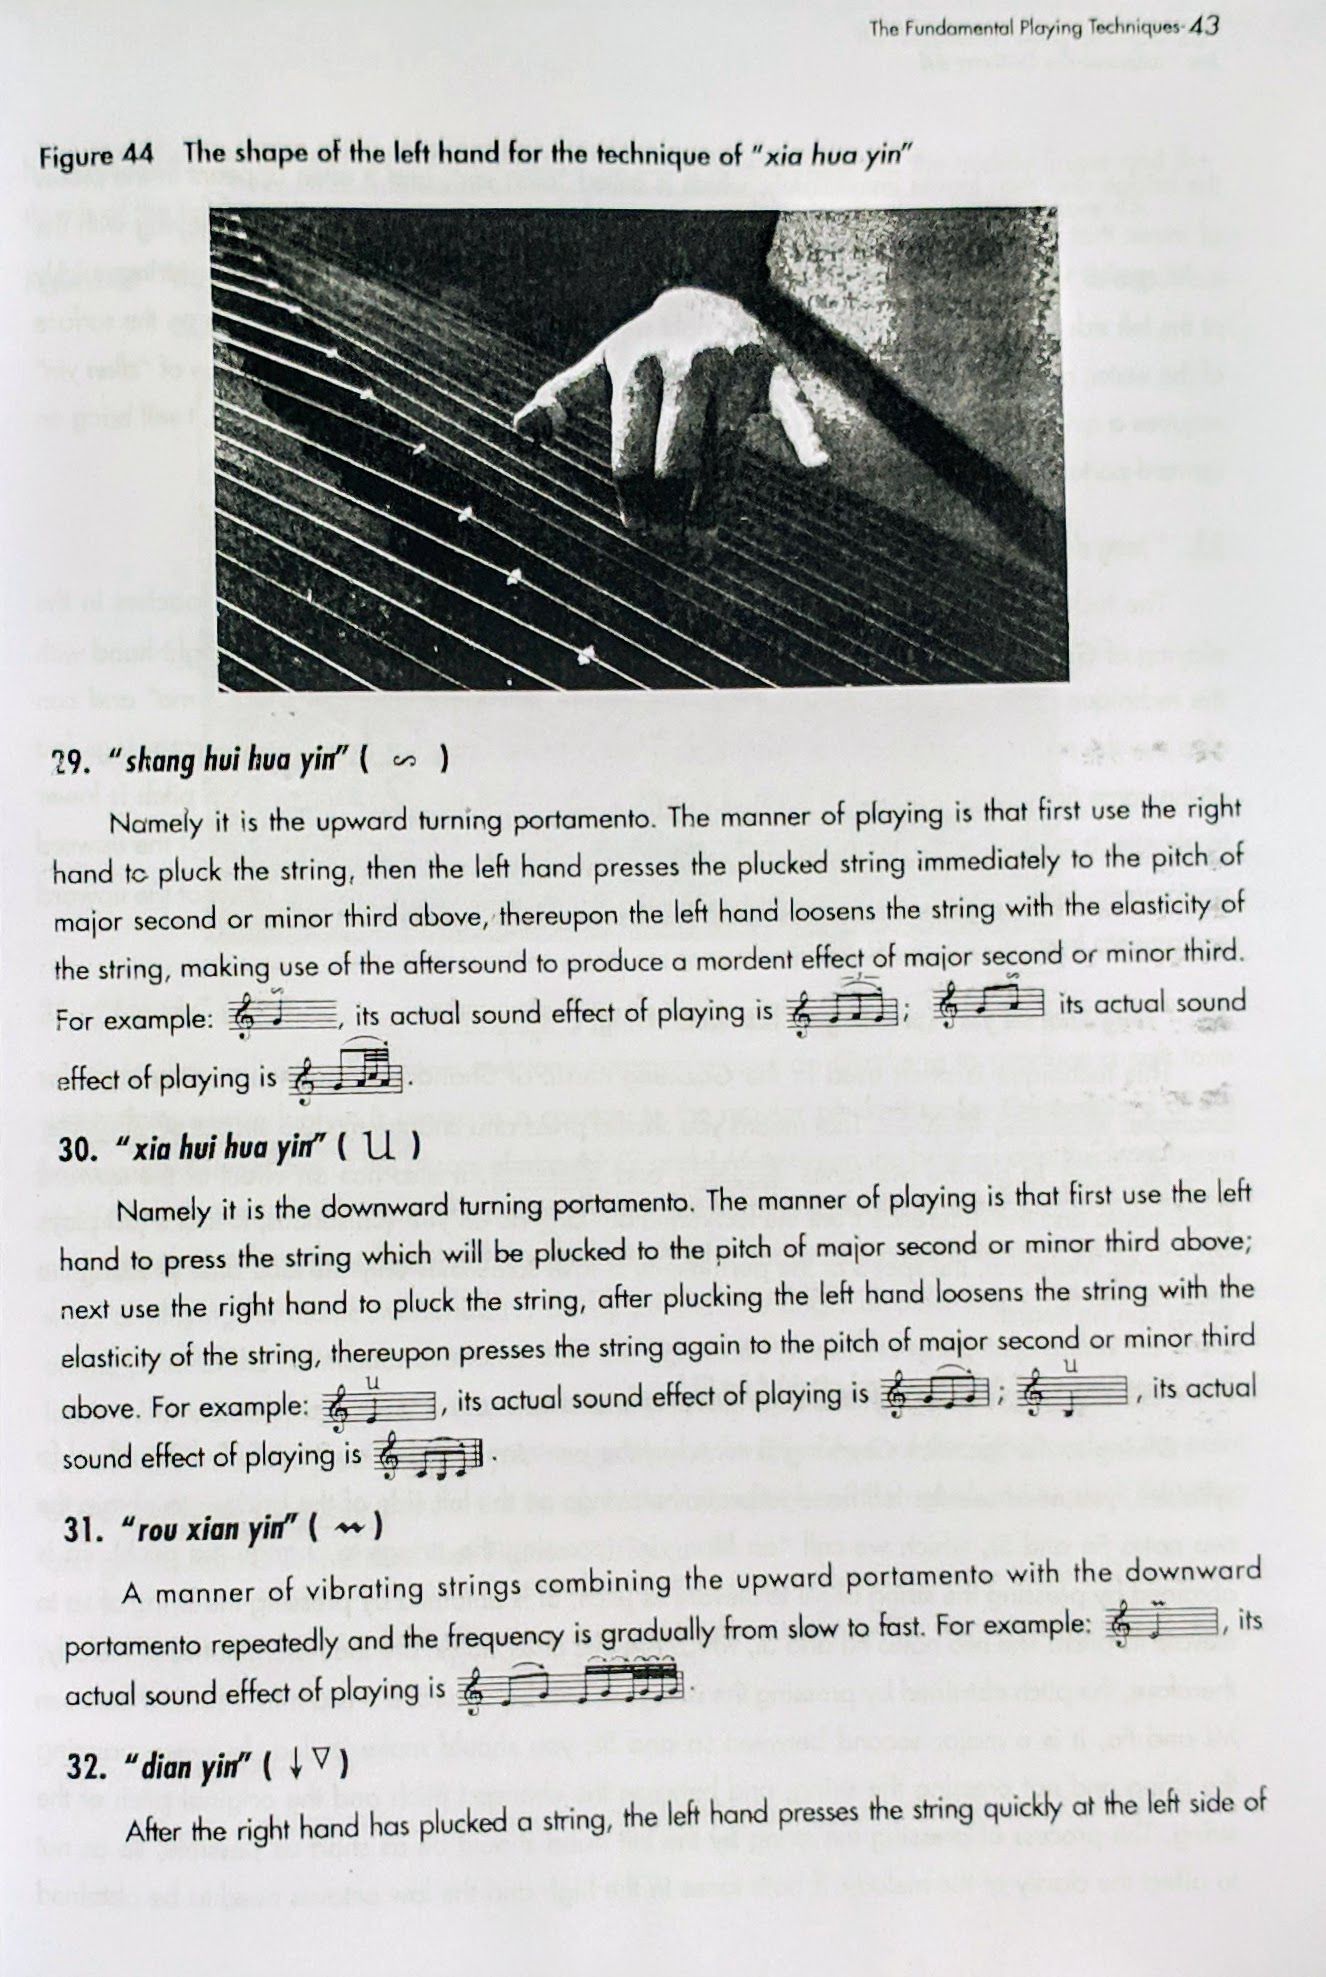 The Fundamental Playing Techniques·43
Figure 44 The shape of the left hand for the technique of "xia hua yin"
29. "shang hui hua yin" ( ∽ )
Namely it is the upward turning portamento. The manner of playing is that first use the right
hand to pluck the string, then the left hand presses the plucked string immediately to the pitch of
major second or minor third above, thereupon the left hand loosens the string with the elasticity of
the string, making use of the aftersound to produce a mordent effect of major second or minor third.
For example: , its actual sound effect of playing is ; its actual sound
effect of playing is .
30. "xia hui hua yin" ( U )
Namely it is the downward turning portamento. The manner of playing is that first use the left
hand to press the string which will be plucked to the pitch of major second or minor third above;
next use the right hand to pluck the string, after plucking the left hand loosens the string with the
elasticity of the string, thereupon presses the string again to the pitch of major second or minor third
above. For example: , its actual sound effect of playing is ; , its actual
sound effect of playing is .
31. "rou xian yin" ( )
A manner of vibrating strings combining the upward portamento with the downward
portamento repeatedly and the frequency is gradually from slow to fast. For example: , its
actual sound effect of playing is .
32. "dian yin" ( ↓ ▽ )
After the right hand has plucked a string, the left hand presses the string quickly at the left side of